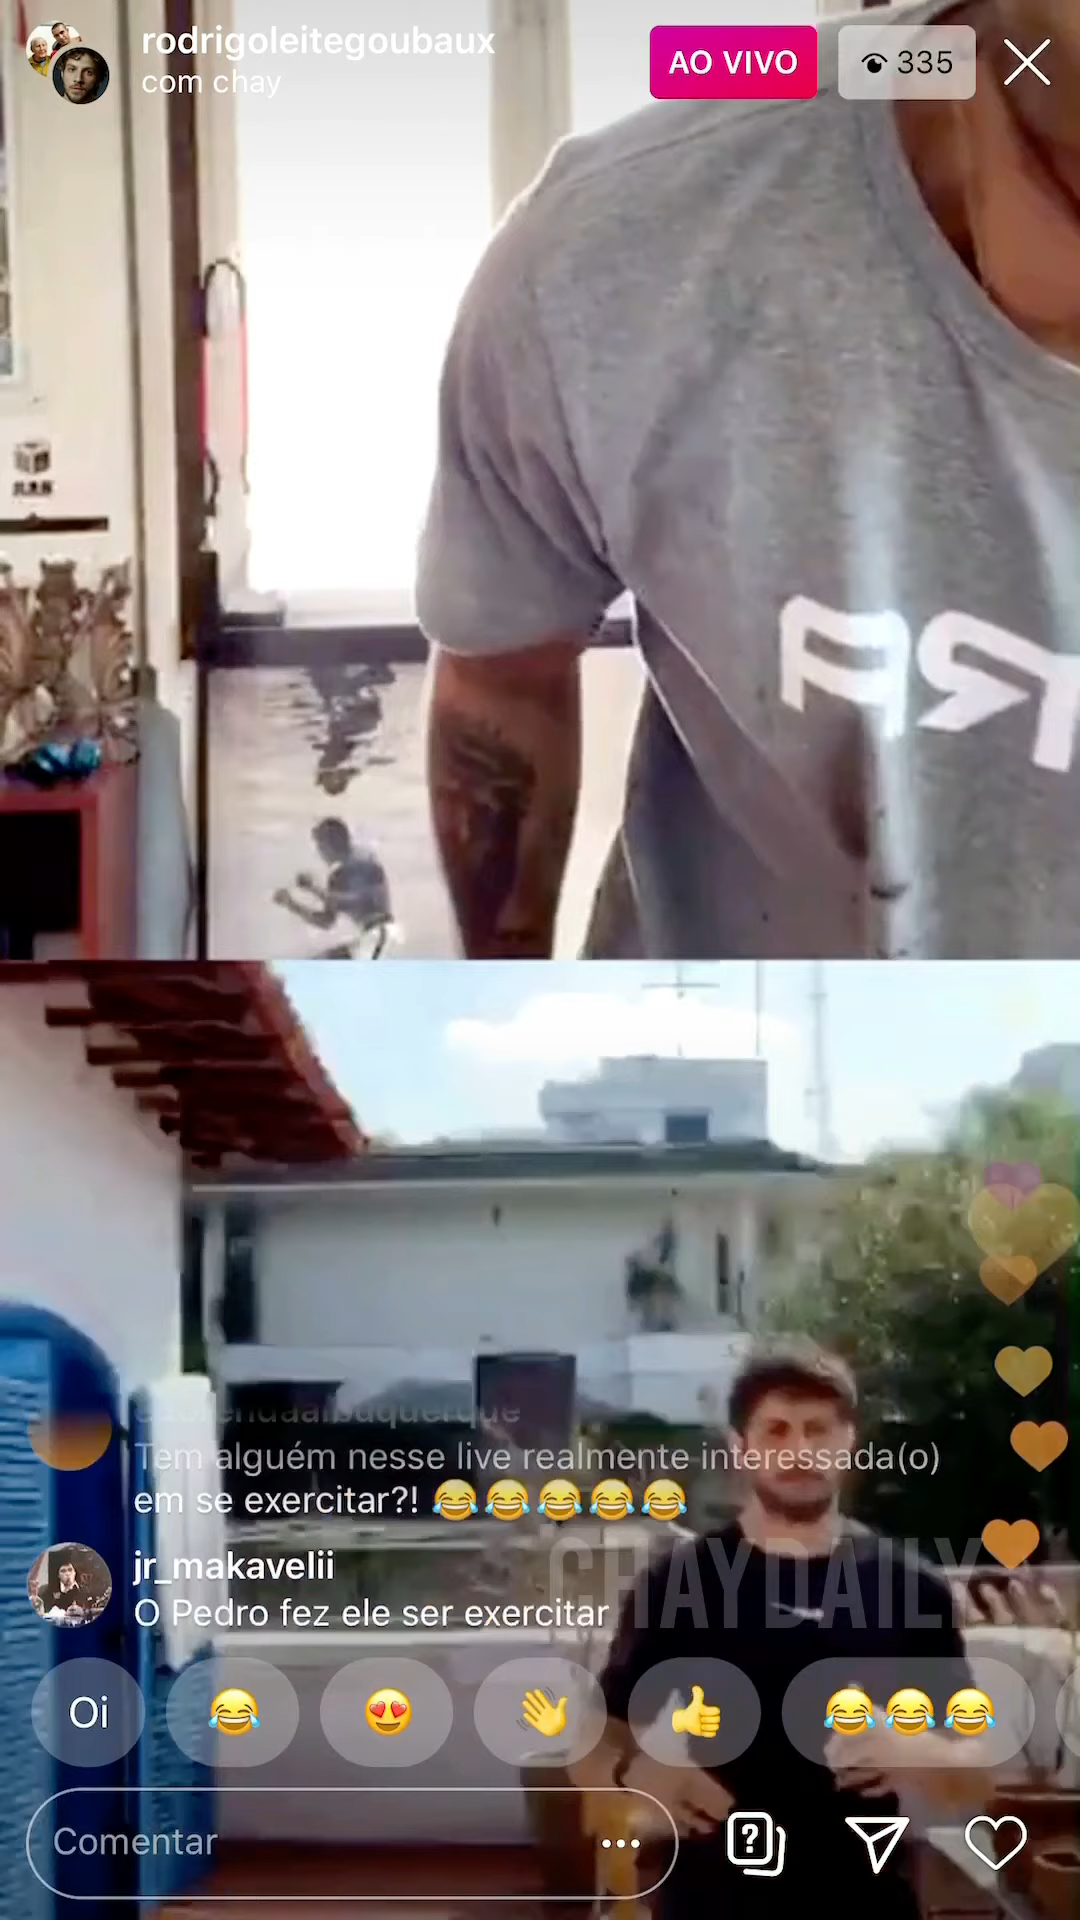 rodrigoleitegoubaux
com chay
AO VIVO
335
Tem alguém nesse live realmente interessada(o)
em se exercitar?! 😂😂😂😂😂
jr_makavelii
O Pedro fez ele ser exercitar
CHAYDAILY
Oi
😂
😍
👋
👍
😂😂😂
Comentar